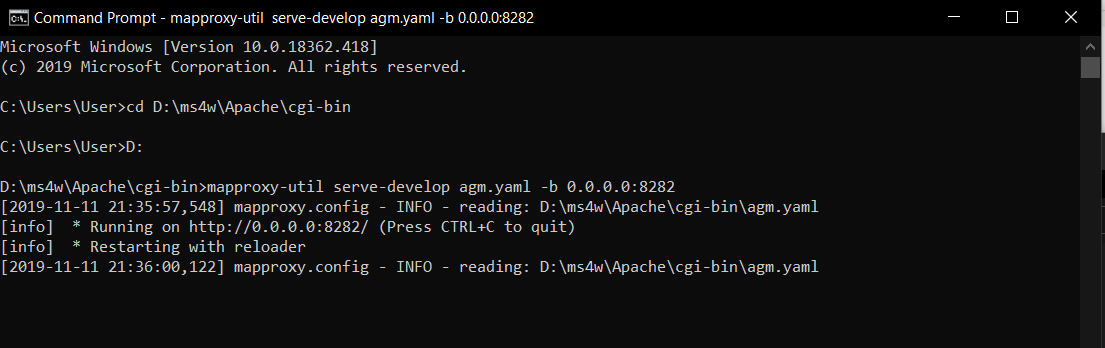 Command Prompt - mapproxy-util  serve-develop agm.yaml -b 0.0.0.0:8282
Microsoft Windows [Version 10.0.18362.418]
(c) 2019 Microsoft Corporation. All rights reserved.
C:\Users\User>cd D:\ms4w\Apache\cgi-bin
C:\Users\User>D:
D:\ms4w\Apache\cgi-bin>mapproxy-util serve-develop agm.yaml -b 0.0.0.0:8282
[2019-11-11 21:35:57,548] mapproxy.config - INFO - reading: D:\ms4w\Apache\cgi-bin\agm.yaml
[info]  * Running on http://0.0.0.0:8282/ (Press CTRL+C to quit)
[info]  * Restarting with reloader
[2019-11-11 21:36:00,122] mapproxy.config - INFO - reading: D:\ms4w\Apache\cgi-bin\agm.yaml